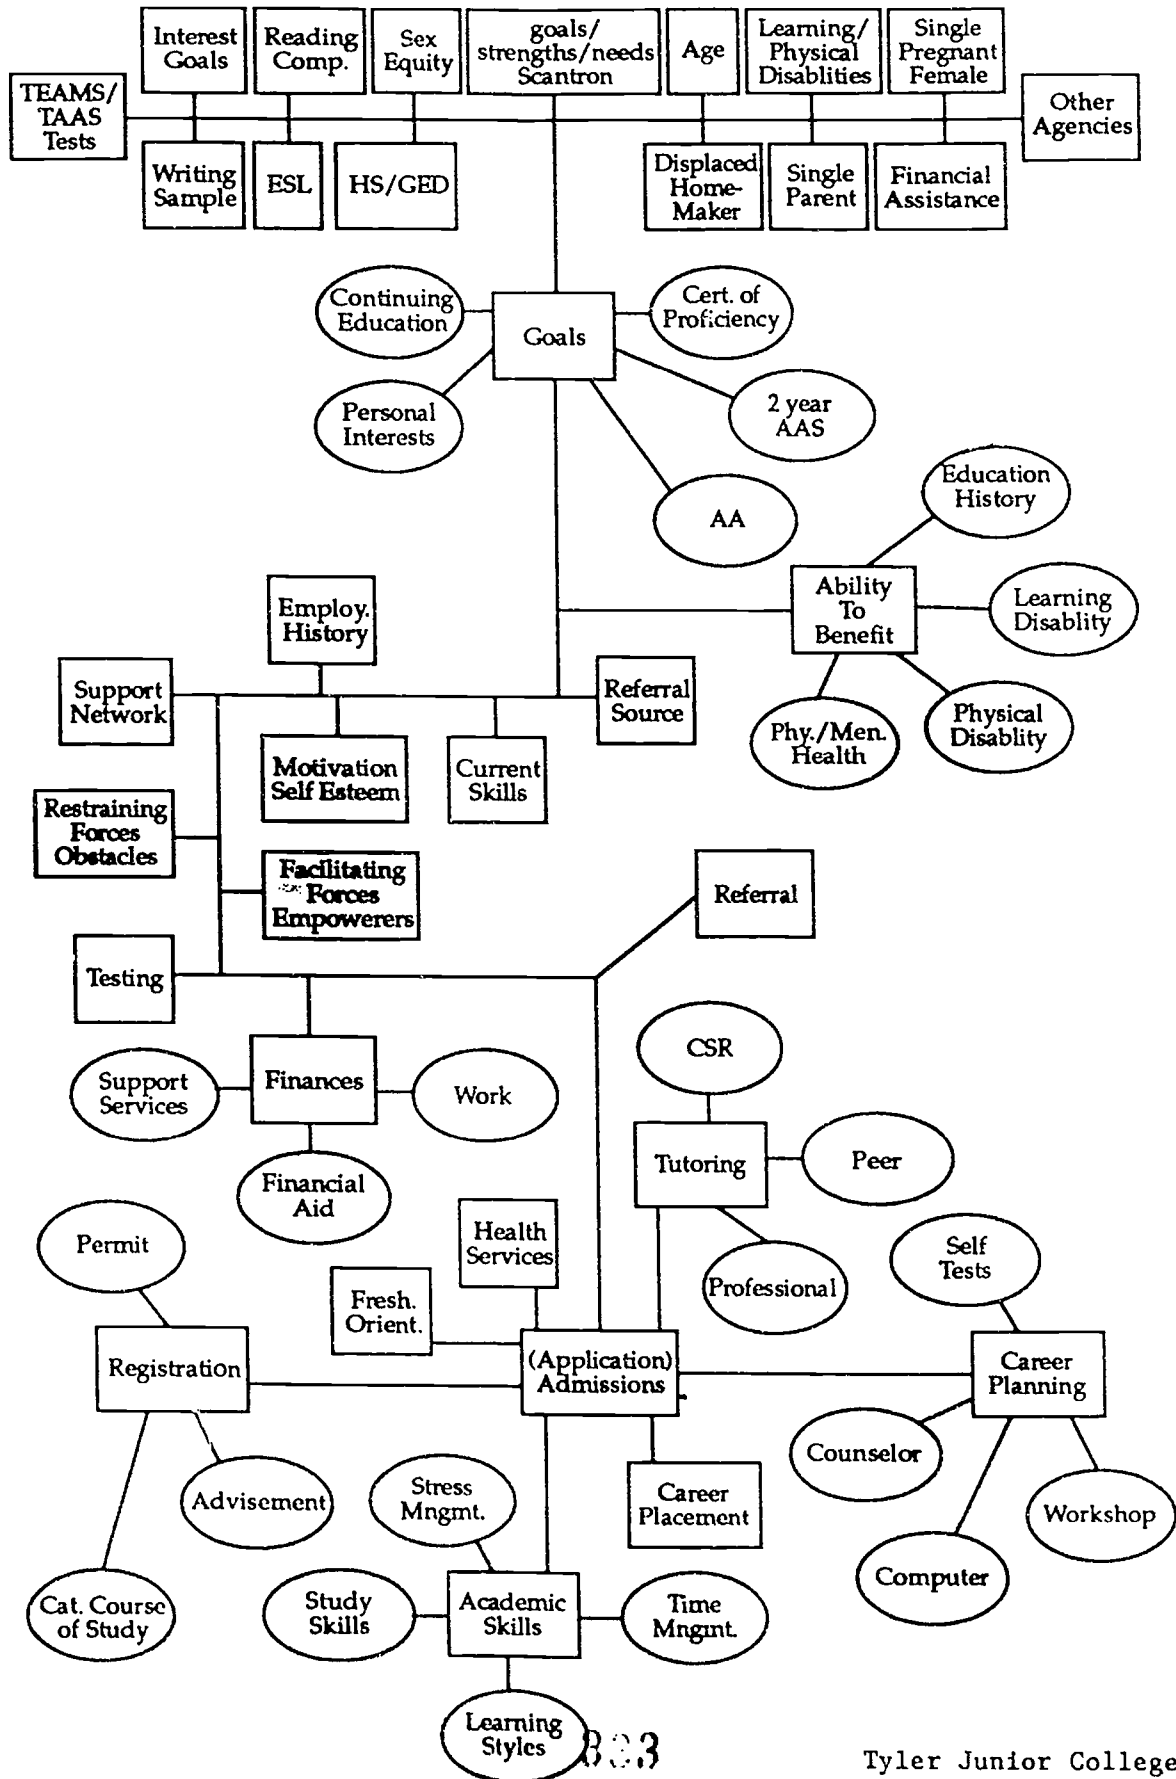 Interest
Goals
Reading
Comp.
Sex
Equity
goals/
strengths/needs
Scantron
Age
Learning/
Physical
Disablities
Single
Pregnant
Female
TEAMS/
TAAS
Tests
Other
Agencies
Writing
Sample
ESL
HS/GED
Displaced
Home-
Maker
Single
Parent
Financial
Assistance
Continuing
Education
Goals
Cert. of
Proficiency
Personal
Interests
2 year
AAS
AA
Education
History
Ability
To
Benefit
Learning
Disablity
Phy./Men.
Health
Physical
Disablity
Employ.
History
Support
Network
Referral
Source
Motivation
Self Esteem
Current
Skills
Restraining
Forces
Obstacles
Facilitating
Forces
Empowerers
Referral
Testing
CSR
Support
Services
Finances
Work
Financial
Aid
Tutoring
Peer
Professional
Permit
Health
Services
Self
Tests
Fresh.
Orient.
Registration
(Application)
Admissions
Career
Planning
Counselor
Advisement
Stress
Mngmt.
Career
Placement
Workshop
Computer
Cat. Course
of Study
Study
Skills
Academic
Skills
Time
Mngmt.
Learning
Styles
Tyler Junior College